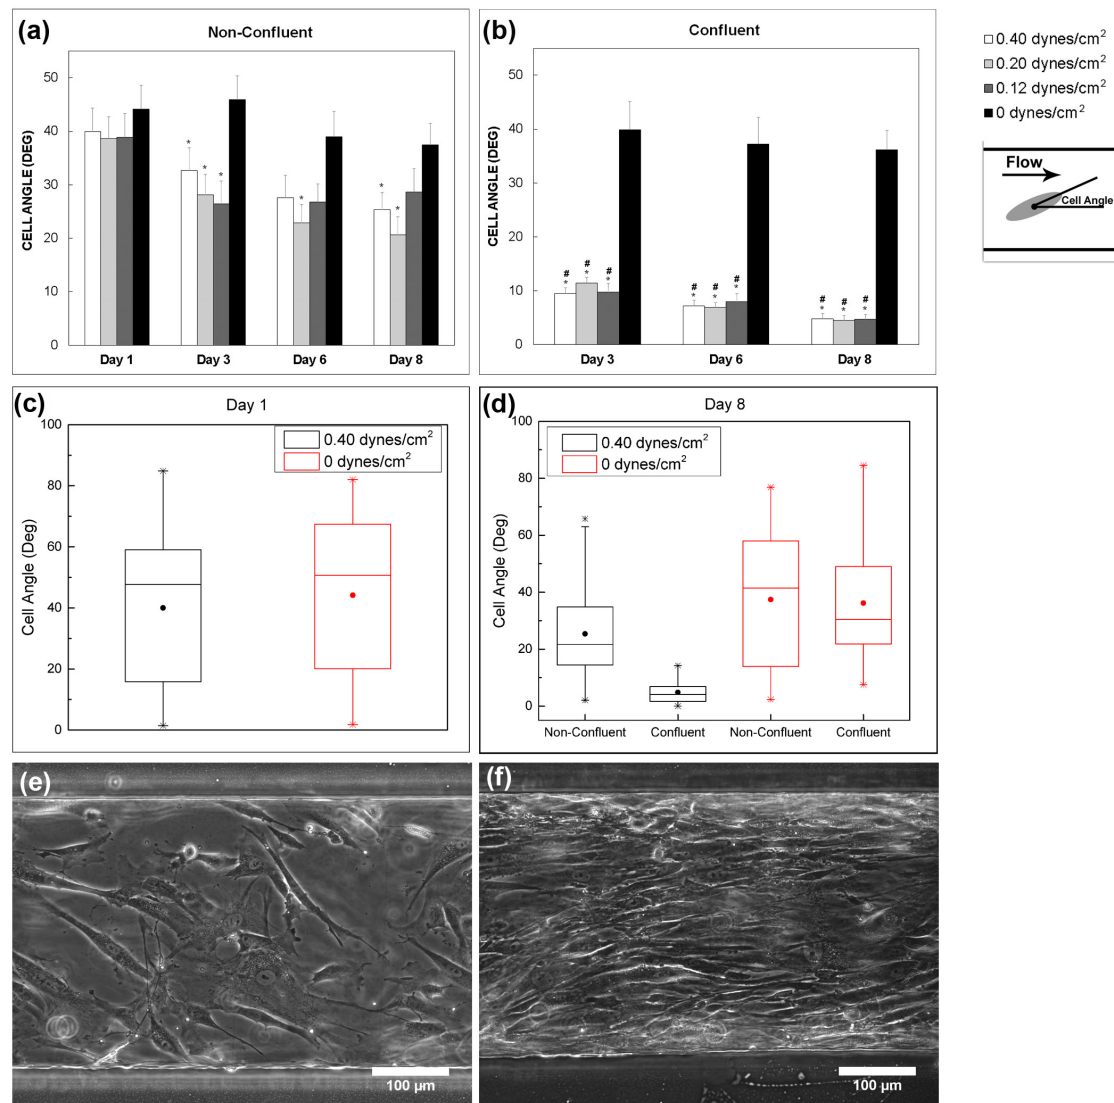 (a)
Non-Confluent
CELL ANGLE (DEG)
50
40
30
20
10
0
* * *
*
* *
Day 1 Day 3 Day 6 Day 8
(b)
Confluent
CELL ANGLE (DEG)
50
40
30
20
10
0
# # #
* * *
# # #
* * *
# # #
* * *
Day 3 Day 6 Day 8
0.40 dynes/cm²
0.20 dynes/cm²
0.12 dynes/cm²
0 dynes/cm²
Flow
Cell Angle
(c)
Day 1
0.40 dynes/cm²
0 dynes/cm²
Cell Angle (Deg)
100
80
60
40
20
0
(d)
Day 8
0.40 dynes/cm²
0 dynes/cm²
Cell Angle (Deg)
100
80
60
40
20
0
Non-Confluent Confluent Non-Confluent Confluent
(e)
100 µm
(f)
100 µm